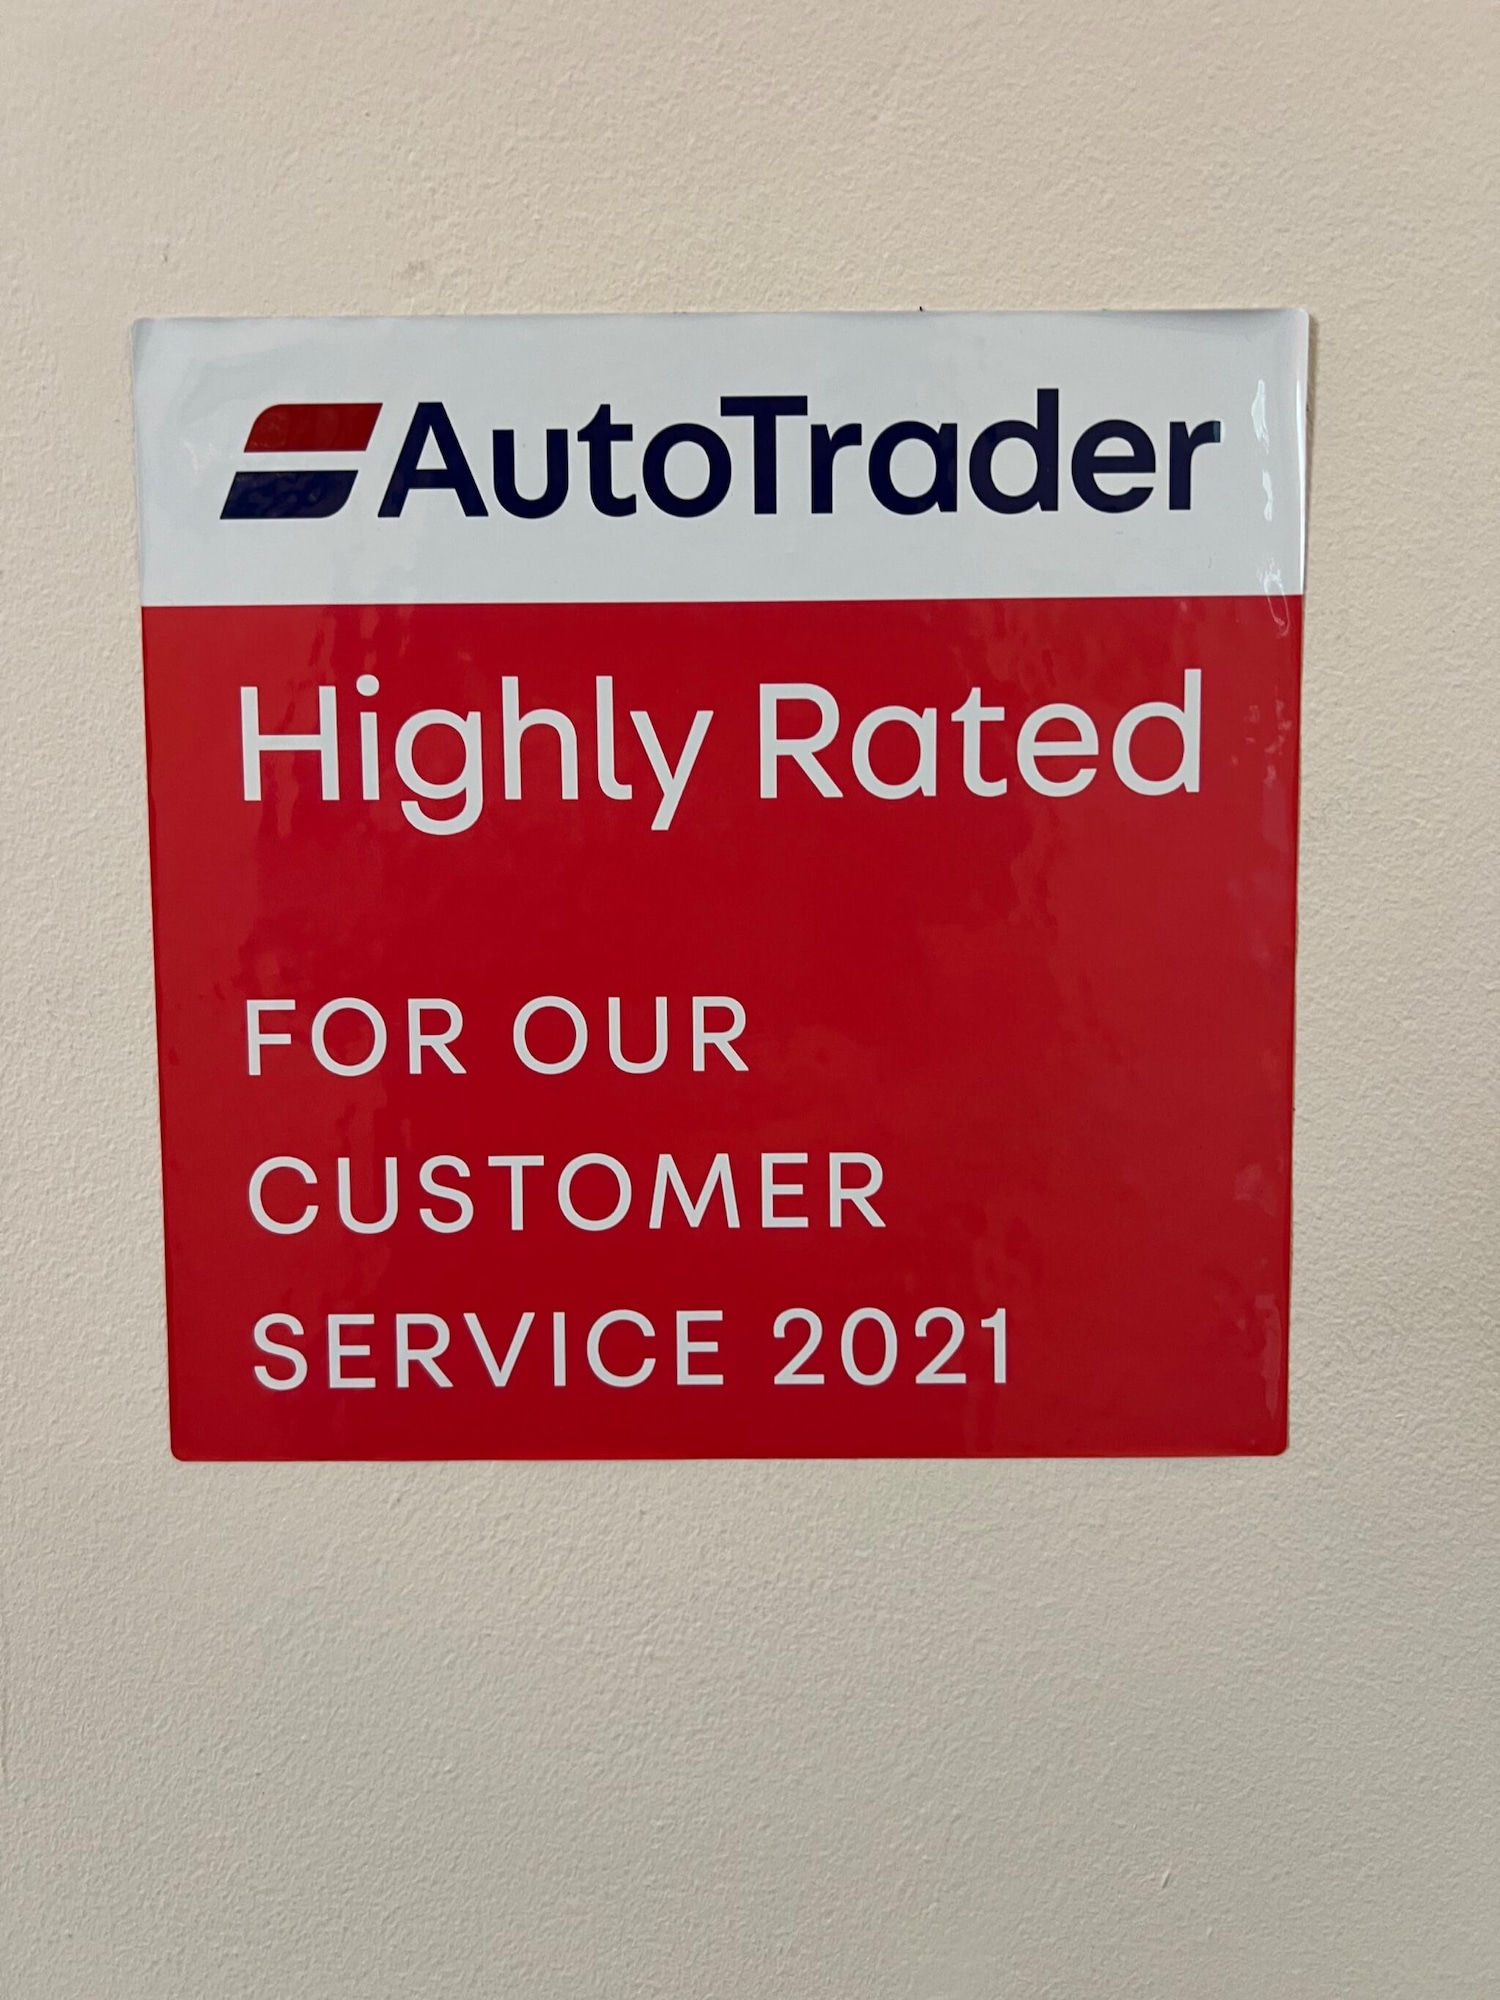 AutoTrader
Highly Rated
FOR OUR
CUSTOMER
SERVICE 2021